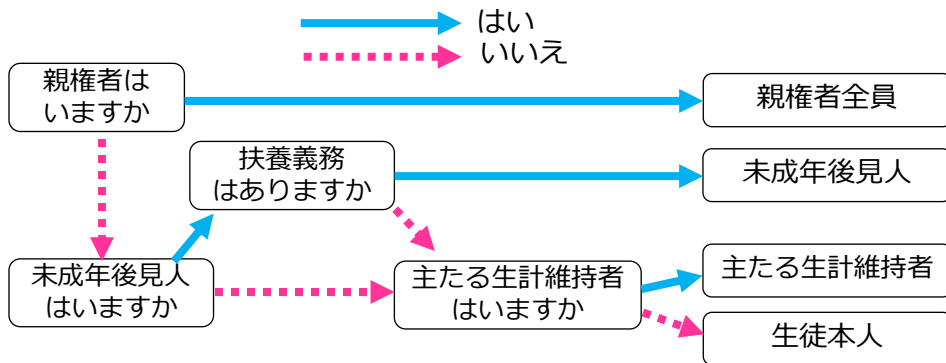 はい
いいえ
親権者は
いますか
親権者全員
扶養義務
はありますか
未成年後見人
未成年後見人
はいますか
主たる生計維持者
はいますか
主たる生計維持者
生徒本人